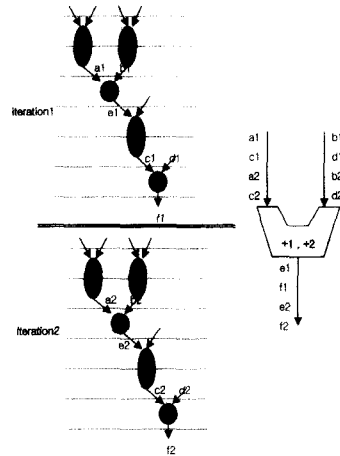 a1 b1
iteration1
e1
c1 d1
f1
a2 b2
Iteration2
e2
c2 d2
f2
a1 b1
c1 d1
a2 b2
c2 d2
+1 , +2
e1
f1
e2
f2